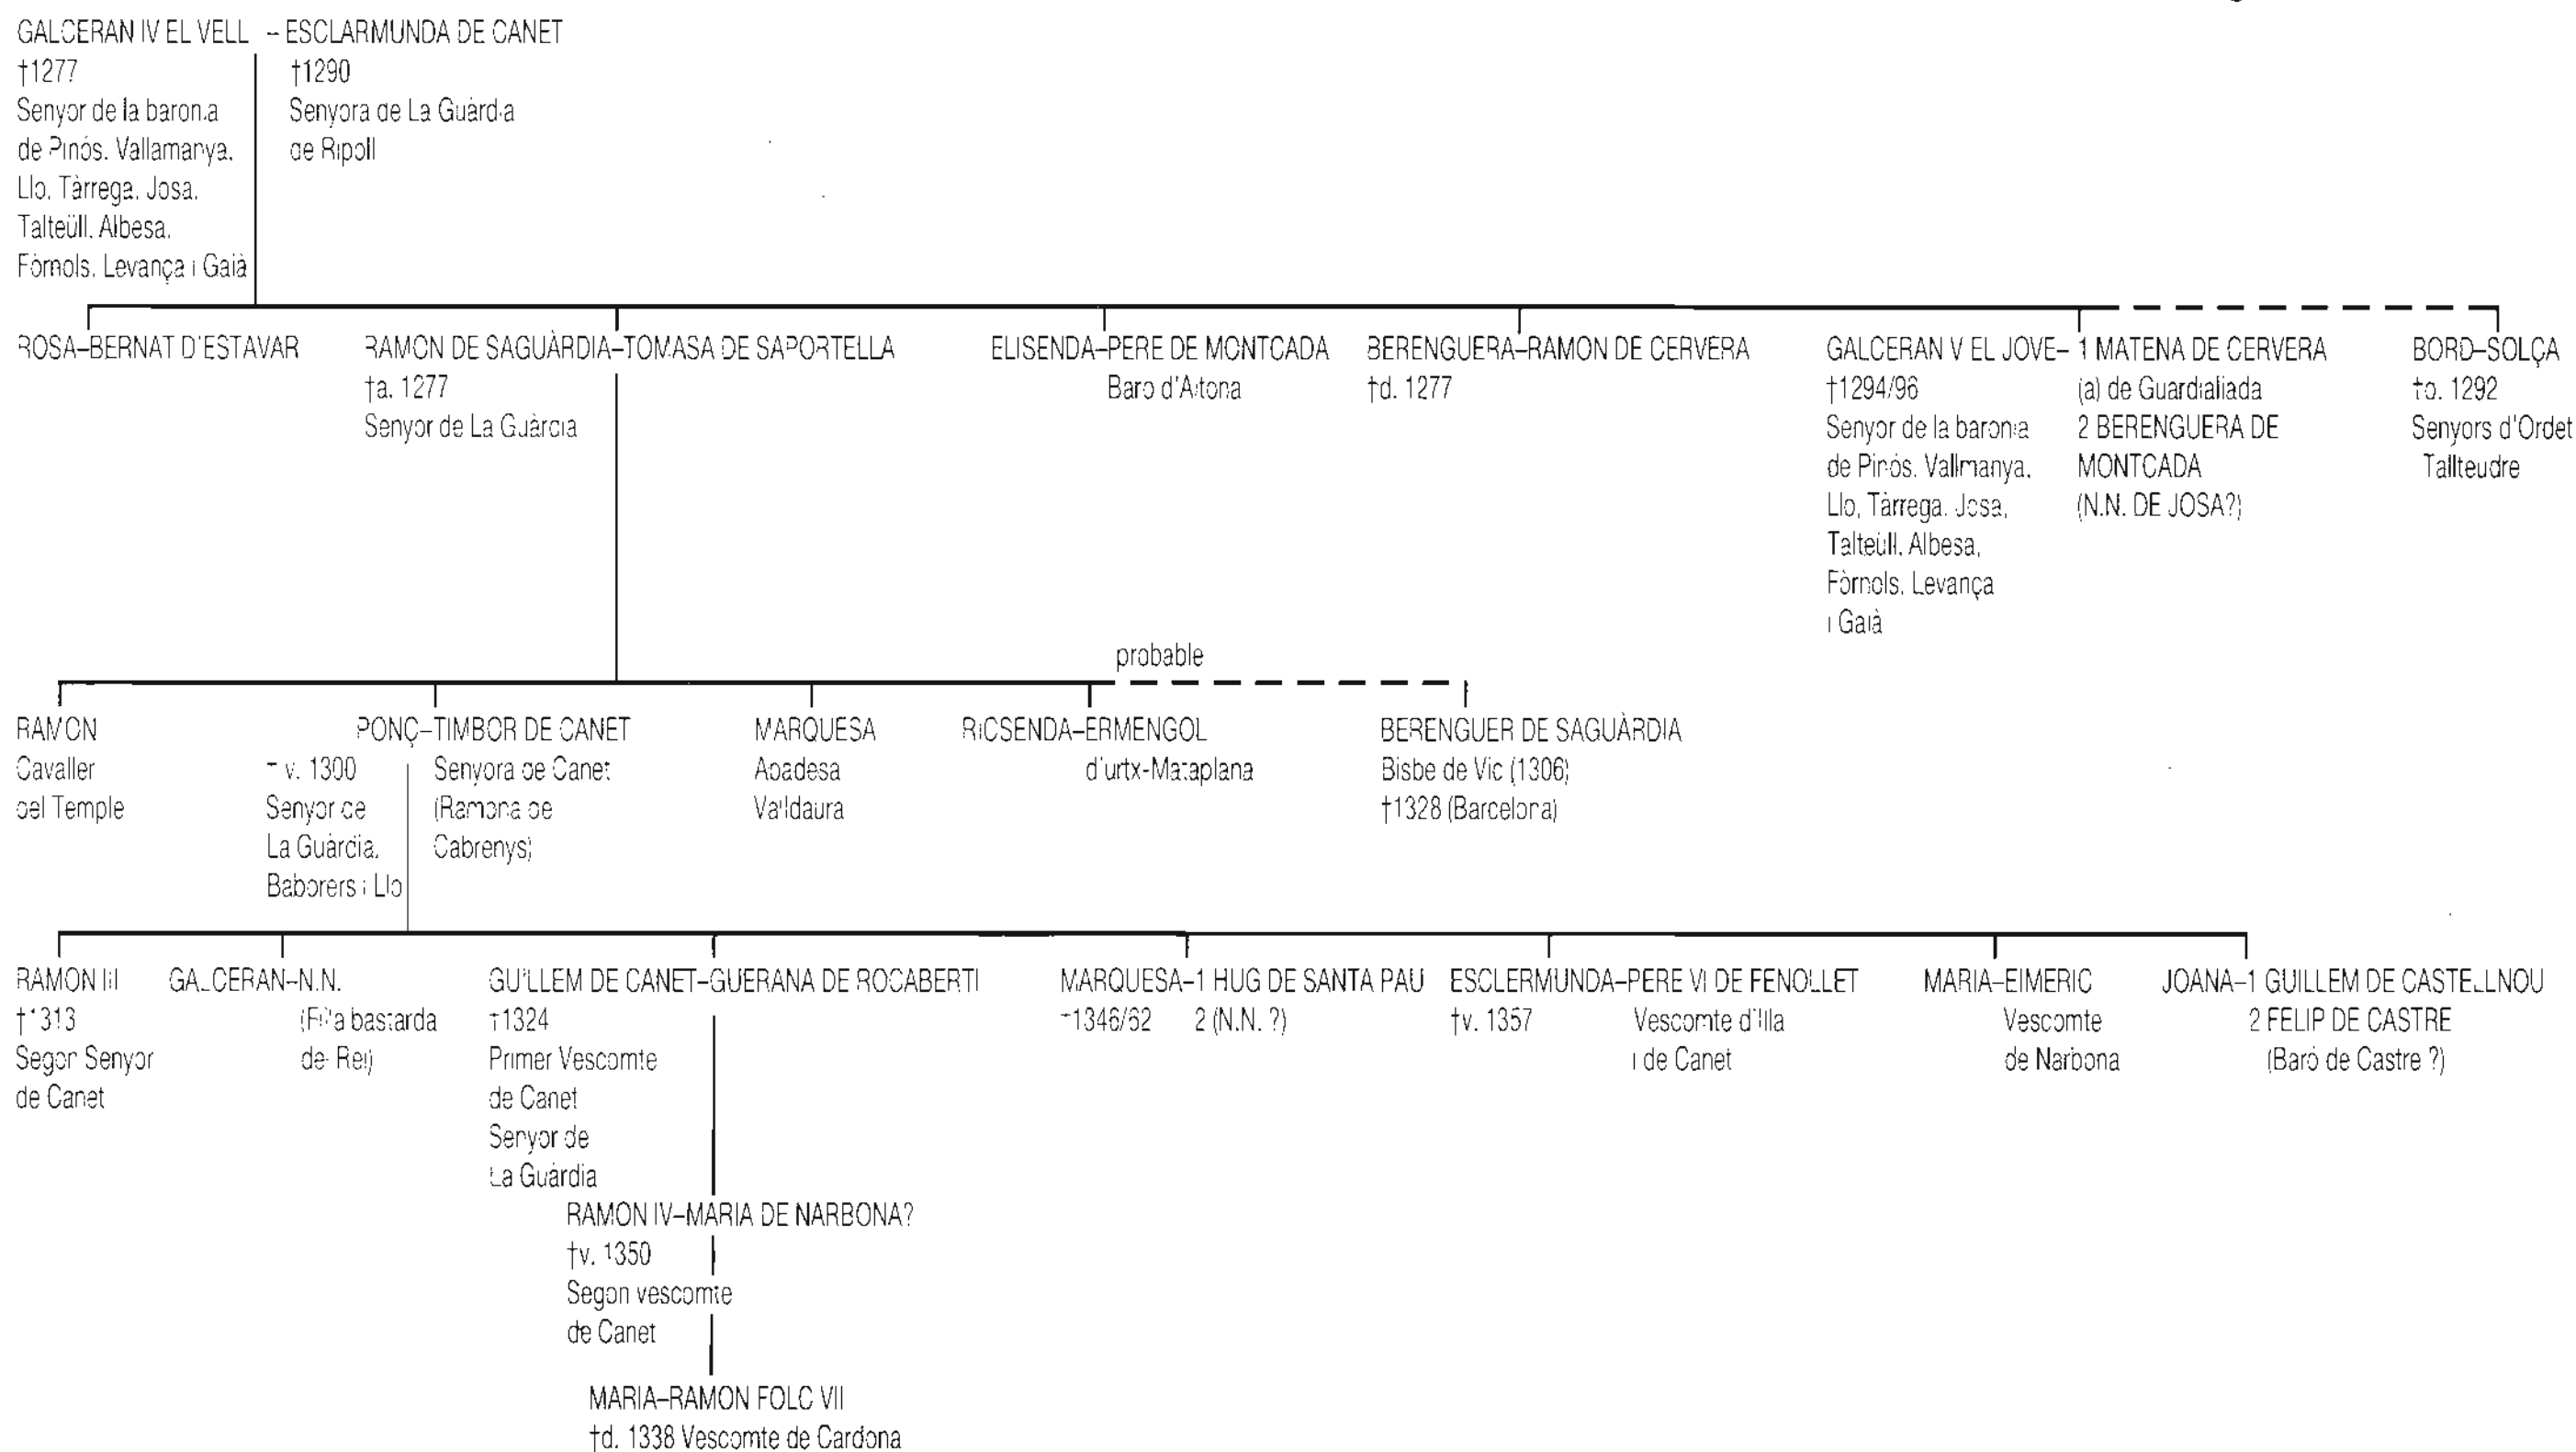 GALCERAN IV EL VELL – ESCLARMUNDA DE CANET
†1277
Senyor de la baronia
de Pinós, Vallamanya,
Llo, Tàrrega, Josa,
Talteüll, Albesa,
Fòrnols, Levança i Gaià
†1290
Senyora de La Guàrdia
de Ripoll
ROSA–BERNAT D'ESTAVAR
RAMON DE SAGUÀRDIA–TOMASA DE SAPORTELLA
†a. 1277
Senyor de La Guàrdia
ELISENDA–PERE DE MONTCADA
Baro d'Aitona
BERENGUERA–RAMON DE CERVERA
†d. 1277
GALCERAN V EL JOVE– 1 MATENA DE CERVERA
†1294/96
Senyor de la baronia
de Pinós, Vallmanya,
Llo, Tàrrega, Josa,
Talteüll, Albesa,
Fòrnols, Levança
i Gaià
(a) de Guardialiada
2 BERENGUERA DE
MONTCADA
(N.N. DE JOSA?)
BORD–SOLÇA
1292
Senyors d'Ordet
Tallteudre
probable
RAMON
Cavaller
del Temple
PONÇ–TIMBOR DE CANET
† v. 1300
Senyor de
La Guàrdia,
Baborers i Llo
Senyora de Canet
(Ramona de
Cabrenys)
MARQUESA
Abadesa
Valldaura
RICSENDA–ERMENGOL
d'urtx-Mataplana
BERENGUER DE SAGUÀRDIA
Bisbe de Vic (1306)
†1328 (Barcelona)
RAMON III
†1313
Segon Senyor
de Canet
GALCERAN–N.N.
(Filla bastarda
del Rei)
GUILLEM DE CANET–GUERANA DE ROCABERTI
†1324
Primer Vescomte
de Canet
Senyor de
La Guàrdia
MARQUESA–1 HUG DE SANTA PAU
†1346/62 2 (N.N. ?)
ESCLERMUNDA–PERE VI DE FENOLLET
†v. 1357
Vescomte d'Illa
i de Canet
MARIA–EIMERIC
Vescomte
de Narbona
JOANA–1 GUILLEM DE CASTELLNOU
2 FELIP DE CASTRE
(Baró de Castre ?)
RAMON IV–MARIA DE NARBONA?
†v. 1350
Segon vescomte
de Canet
MARIA–RAMON FOLC VII
†d. 1338 Vescomte de Cardona